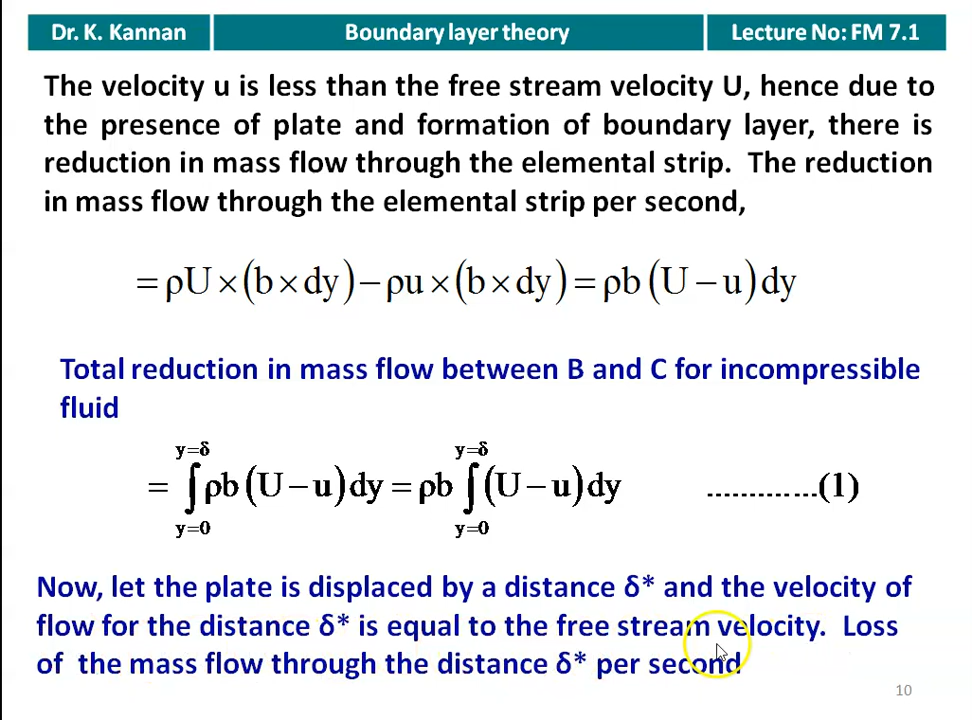 Dr. K. Kannan Boundary layer theory Lecture No: FM 7.1
The velocity u is less than the free stream velocity U, hence due to
the presence of plate and formation of boundary layer, there is
reduction in mass flow through the elemental strip. The reduction
in mass flow through the elemental strip per second,
=ρU×(b×dy)−ρu×(b×dy)=ρb(U−u)dy
Total reduction in mass flow between B and C for incompressible
fluid
y=δ y=δ
= ∫ρb(U−u)dy = ρb ∫(U−u)dy ..............(1)
y=0 y=0
Now, let the plate is displaced by a distance δ* and the velocity of
flow for the distance δ* is equal to the free stream velocity. Loss
of the mass flow through the distance δ* per second
10